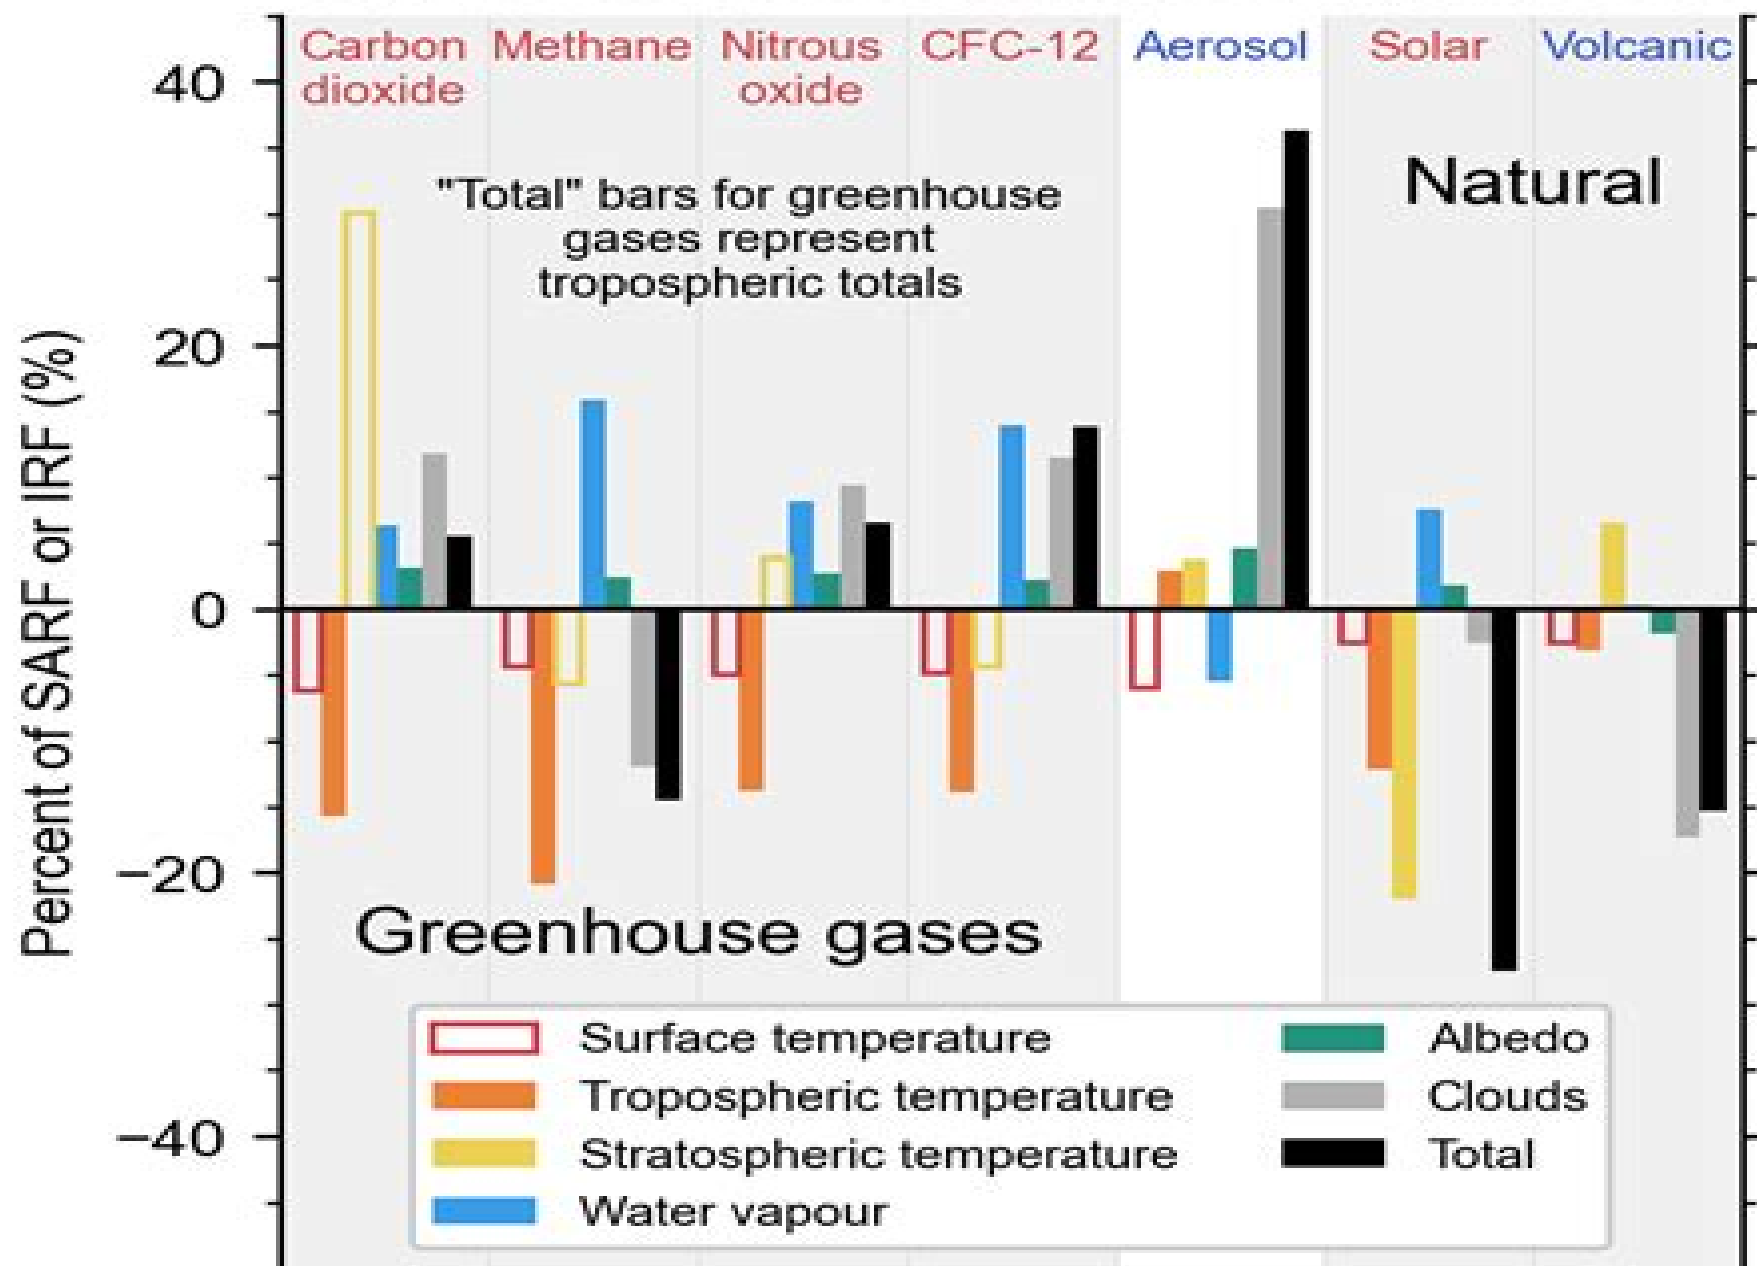 Carbon dioxide
Methane
Nitrous oxide
CFC-12
Aerosol
Solar
Volcanic
40
20
0
−20
−40
Percent of SARF or IRF (%)
"Total" bars for greenhouse
gases represent
tropospheric totals
Natural
Greenhouse gases
Surface temperature
Tropospheric temperature
Stratospheric temperature
Water vapour
Albedo
Clouds
Total